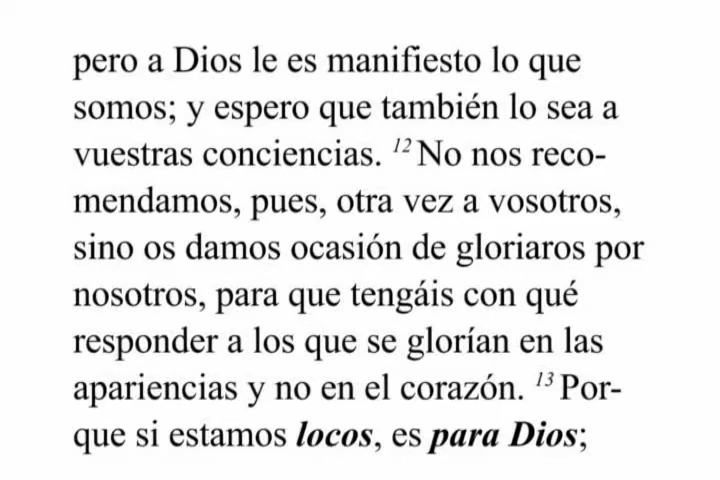 pero a Dios le es manifiesto lo que
somos; y espero que también lo sea a
vuestras conciencias. 12 No nos reco-
mendamos, pues, otra vez a vosotros,
sino os damos ocasión de gloriaros por
nosotros, para que tengáis con qué
responder a los que se glorían en las
apariencias y no en el corazón. 13 Por-
que si estamos locos, es para Dios;